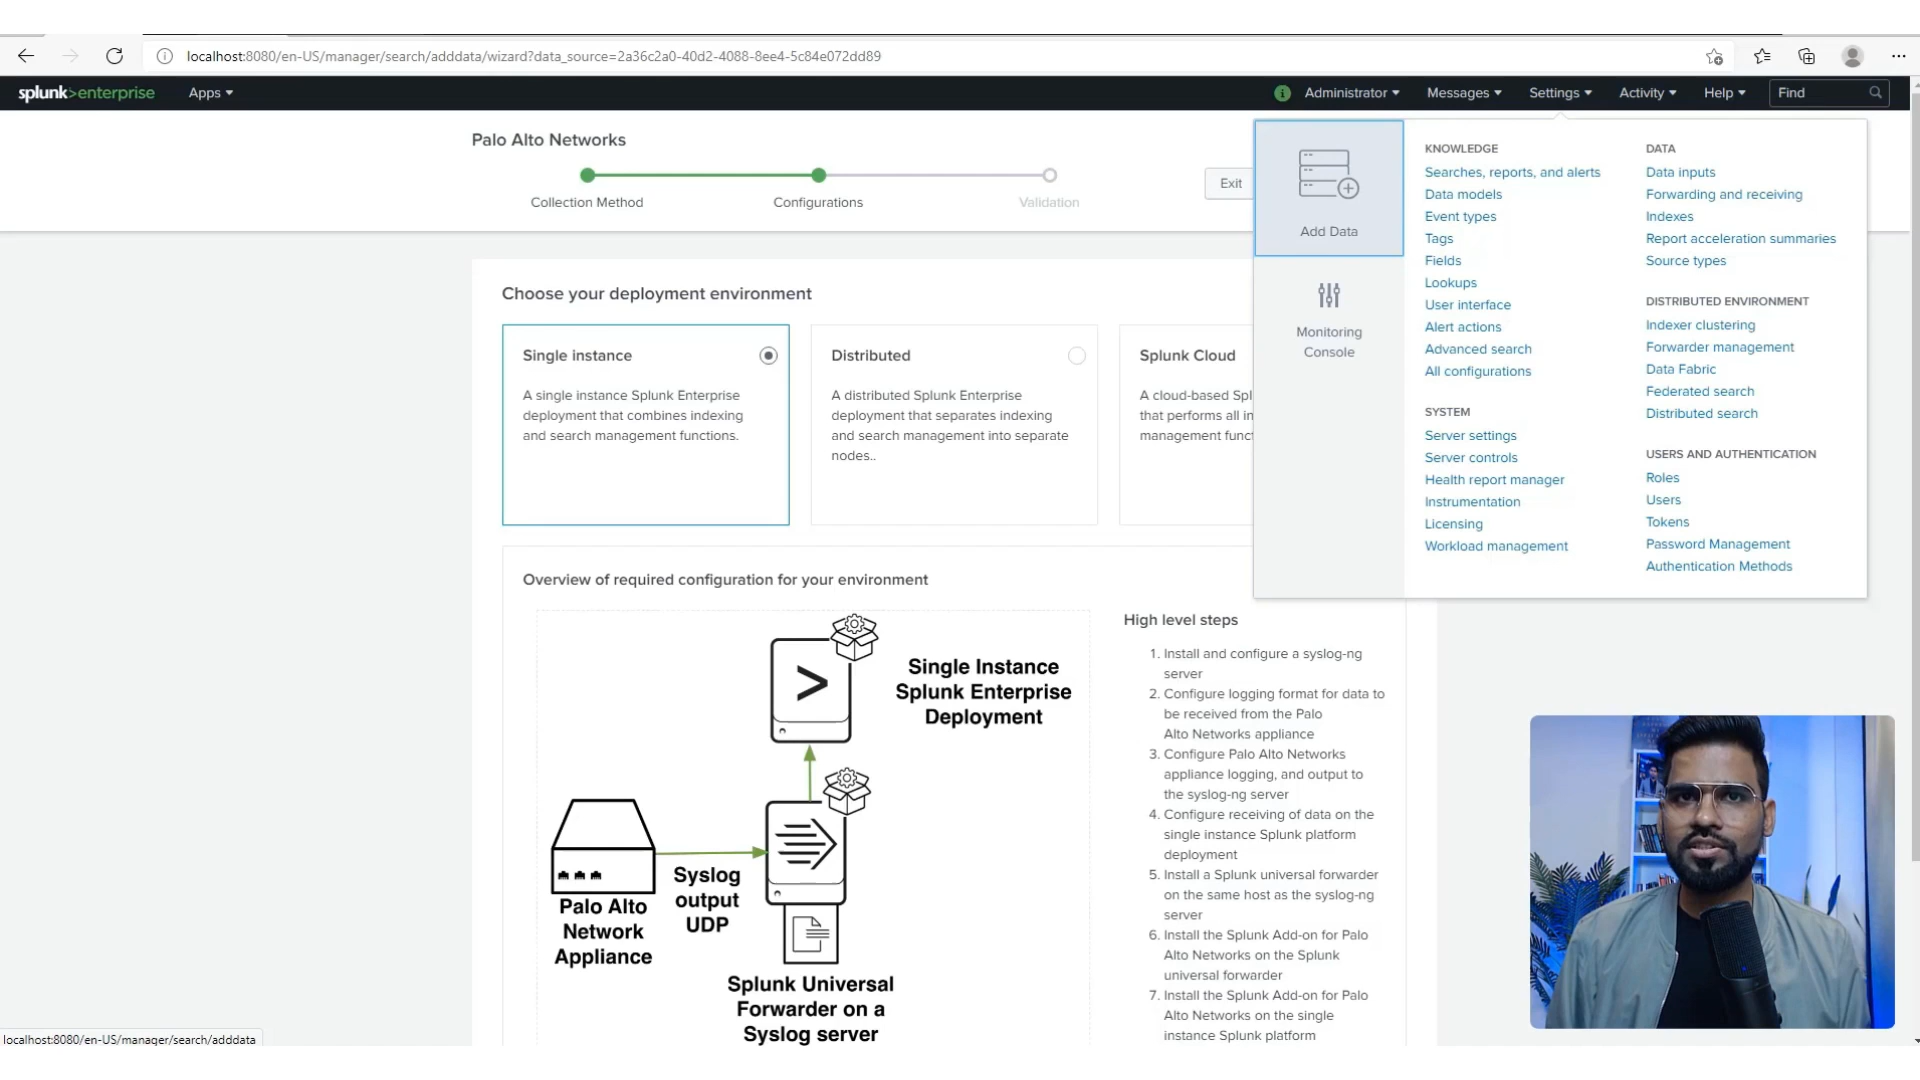 localhost:8080/en-US/manager/search/adddata/wizard?data_source=2a36c2a0-40d2-4088-8ee4-5c84e072dd89
splunk>enterprise
Apps
Administrator
Messages
Settings
Activity
Help
Find
Palo Alto Networks
Collection Method
Configurations
Validation
Exit
Add Data
Monitoring
Console
KNOWLEDGE
Searches, reports, and alerts
Data models
Event types
Tags
Fields
Lookups
User interface
Alert actions
Advanced search
All configurations
SYSTEM
Server settings
Server controls
Health report manager
Instrumentation
Licensing
Workload management
DATA
Data inputs
Forwarding and receiving
Indexes
Report acceleration summaries
Source types
DISTRIBUTED ENVIRONMENT
Indexer clustering
Forwarder management
Data Fabric
Federated search
Distributed search
USERS AND AUTHENTICATION
Roles
Users
Tokens
Password Management
Authentication Methods
Choose your deployment environment
Single instance
A single instance Splunk Enterprise
deployment that combines indexing
and search management functions.
Distributed
A distributed Splunk Enterprise
deployment that separates indexing
and search management into separate
nodes..
Splunk Cloud
A cloud-based Spl
that performs all in
management func
Overview of required configuration for your environment
Single Instance
Splunk Enterprise
Deployment
Palo Alto
Network
Appliance
Syslog
output
UDP
Splunk Universal
Forwarder on a
Syslog server
High level steps
1. Install and configure a syslog-ng
server
2. Configure logging format for data to
be received from the Palo
Alto Networks appliance
3. Configure Palo Alto Networks
appliance logging, and output to
the syslog-ng server
4. Configure receiving of data on the
single instance Splunk platform
deployment
5. Install a Splunk universal forwarder
on the same host as the syslog-ng
server
6. Install the Splunk Add-on for Palo
Alto Networks on the Splunk
universal forwarder
7. Install the Splunk Add-on for Palo
Alto Networks on the single
instance Splunk platform
localhost:8080/en-US/manager/search/adddata